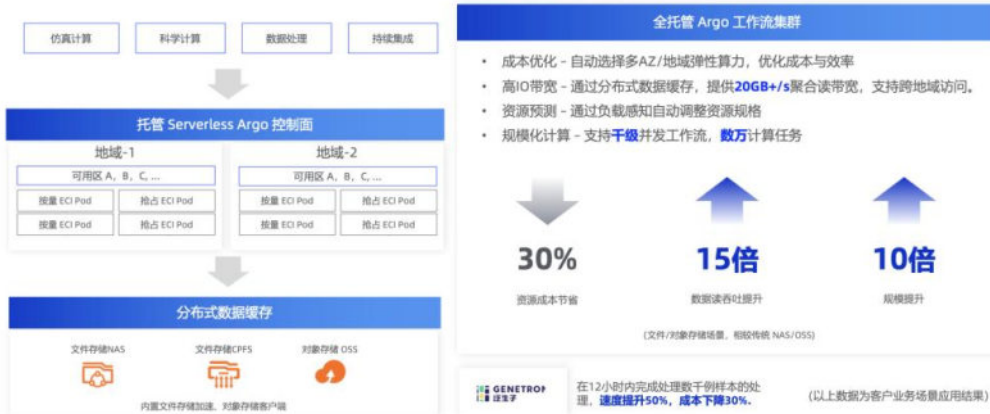 仿真计算
科学计算
数据处理
持续集成
托管 Serverless Argo 控制面
地域-1
地域-2
可用区 A, B, C, ...
可用区 A, B, C, ...
按量 ECI Pod
抢占 ECI Pod
按量 ECI Pod
抢占 ECI Pod
按量 ECI Pod
抢占 ECI Pod
按量 ECI Pod
抢占 ECI Pod
分布式数据缓存
文件存储NAS
文件存储CPFS
对象存储 OSS
内置文件存储加速、对象存储客户端
全托管 Argo 工作流集群
• 成本优化 – 自动选择多AZ/地域弹性算力，优化成本与效率
• 高IO带宽 – 通过分布式数据缓存，提供20GB+/s聚合读带宽，支持跨地域访问。
• 资源预测 – 通过负载感知自动调整资源规格
• 规模化计算 – 支持千级并发工作流，数万计算任务
30%
15倍
10倍
资源成本节省
数据读吞吐提升
规模提升
(文件/对象存储场景，相较传统 NAS/OSS)
GENETRON
泛生子
在12小时内完成处理数千例样本的处
理，速度提升50%，成本下降30%.
(以上数据为客户业务场景应用结果)